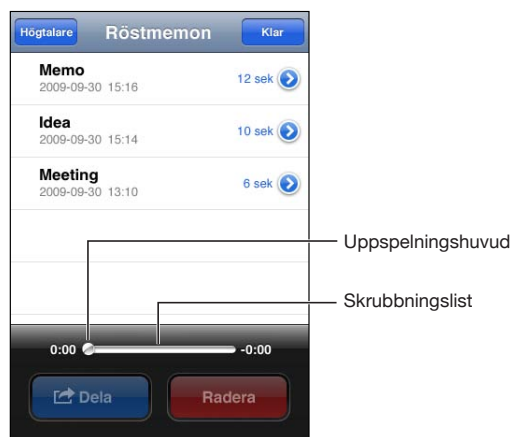 Högtalare Röstmemon Klar
Memo
2009-09-30 15:16
12 sek
Idea
2009-09-30 15:14
10 sek
Meeting
2009-09-30 13:10
6 sek
Uppspelningshuvud
Skrubbningslist
0:00 -0:00
Dela Radera